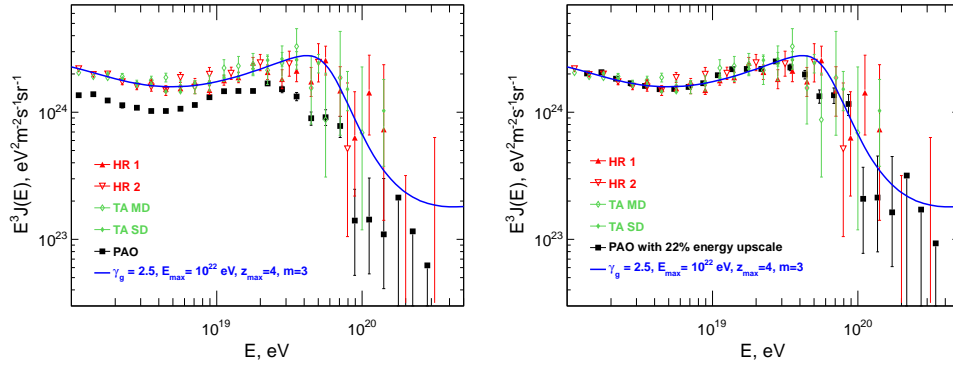 E³J(E), eV²m⁻²s⁻¹sr⁻¹
10²⁴
10²³
HR 1
HR 2
TA MD
TA SD
PAO
γg = 2.5, Emax= 10²² eV, zmax=4, m=3
10¹⁹
10²⁰
E, eV
E³J(E), eV²m⁻²s⁻¹sr⁻¹
10²⁴
10²³
HR 1
HR 2
TA MD
TA SD
PAO with 22% energy upscale
γg = 2.5, Emax= 10²² eV, zmax=4, m=3
10¹⁹
10²⁰
E, eV